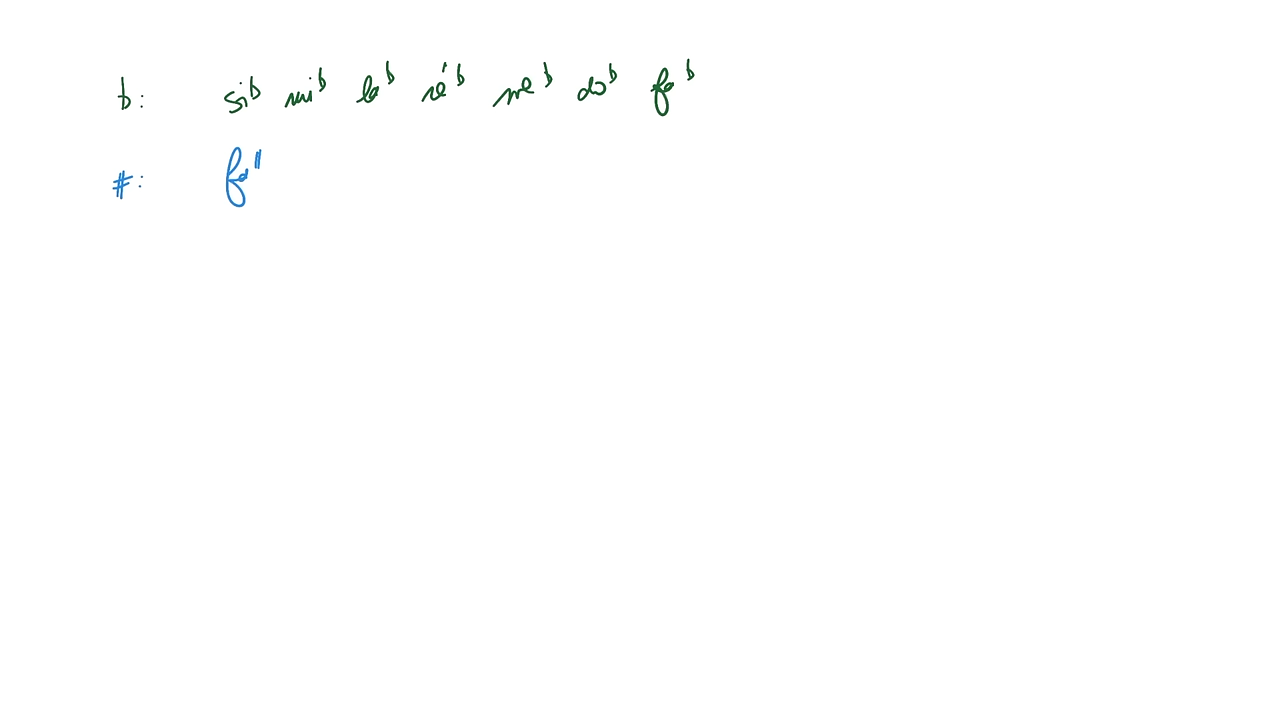 b: si♭ mi♭ la♭ ré♭ sol♭ do♭ fa♭
#: fa"